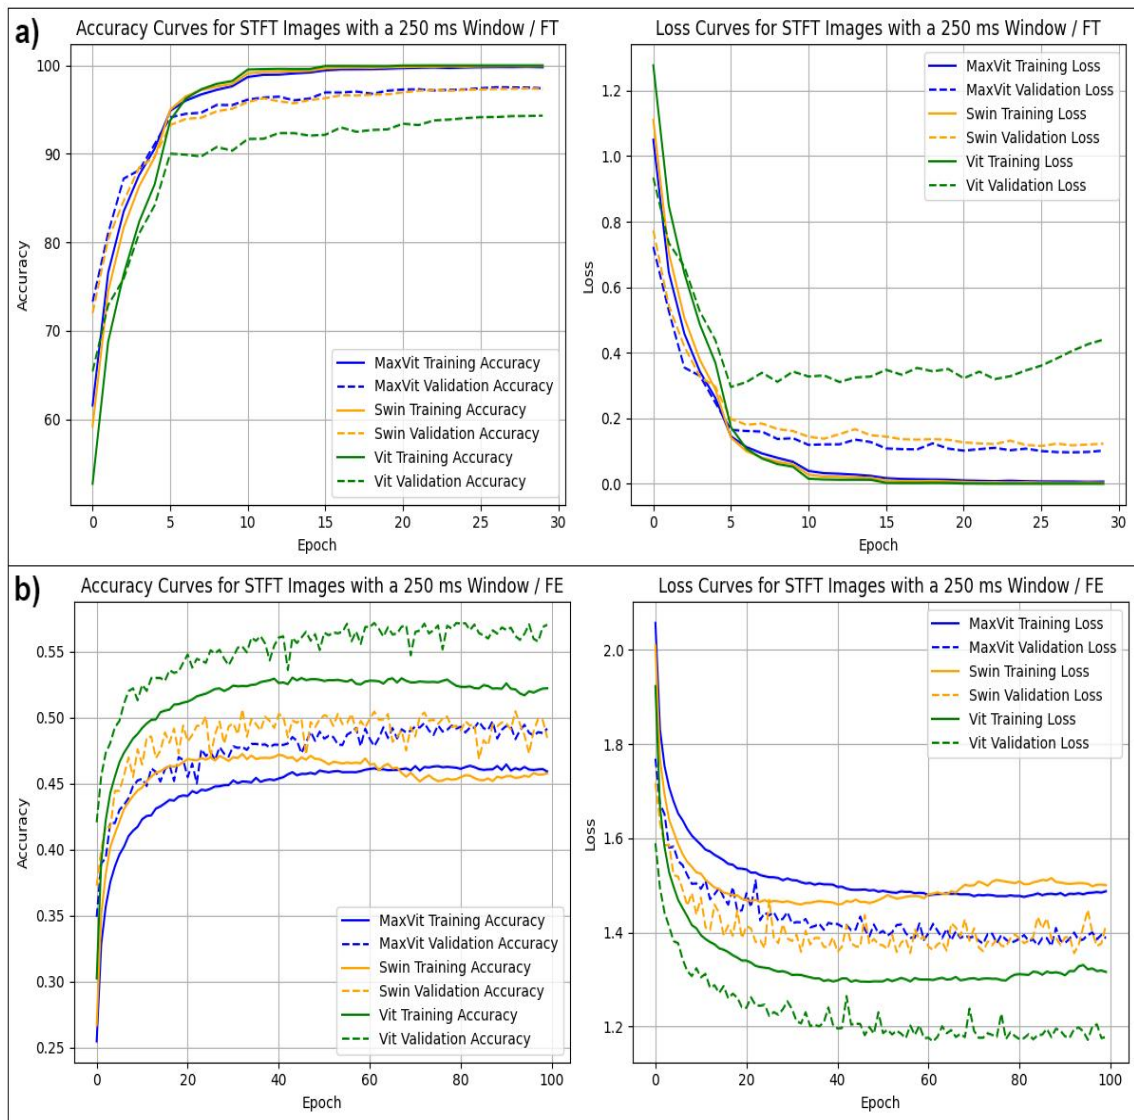 a)
Accuracy Curves for STFT Images with a 250 ms Window / FT
100
90
80
70
60
Accuracy
0 5 10 15 20 25 30
Epoch
MaxVit Training Accuracy
MaxVit Validation Accuracy
Swin Training Accuracy
Swin Validation Accuracy
Vit Training Accuracy
Vit Validation Accuracy
Loss Curves for STFT Images with a 250 ms Window / FT
1.2
1.0
0.8
0.6
0.4
0.2
0.0
Loss
0 5 10 15 20 25 30
Epoch
MaxVit Training Loss
MaxVit Validation Loss
Swin Training Loss
Swin Validation Loss
Vit Training Loss
Vit Validation Loss
b)
Accuracy Curves for STFT Images with a 250 ms Window / FE
0.55
0.50
0.45
0.40
0.35
0.30
0.25
Accuracy
0 20 40 60 80 100
Epoch
MaxVit Training Accuracy
MaxVit Validation Accuracy
Swin Training Accuracy
Swin Validation Accuracy
Vit Training Accuracy
Vit Validation Accuracy
Loss Curves for STFT Images with a 250 ms Window / FE
2.0
1.8
1.6
1.4
1.2
Loss
0 20 40 60 80 100
Epoch
MaxVit Training Loss
MaxVit Validation Loss
Swin Training Loss
Swin Validation Loss
Vit Training Loss
Vit Validation Loss